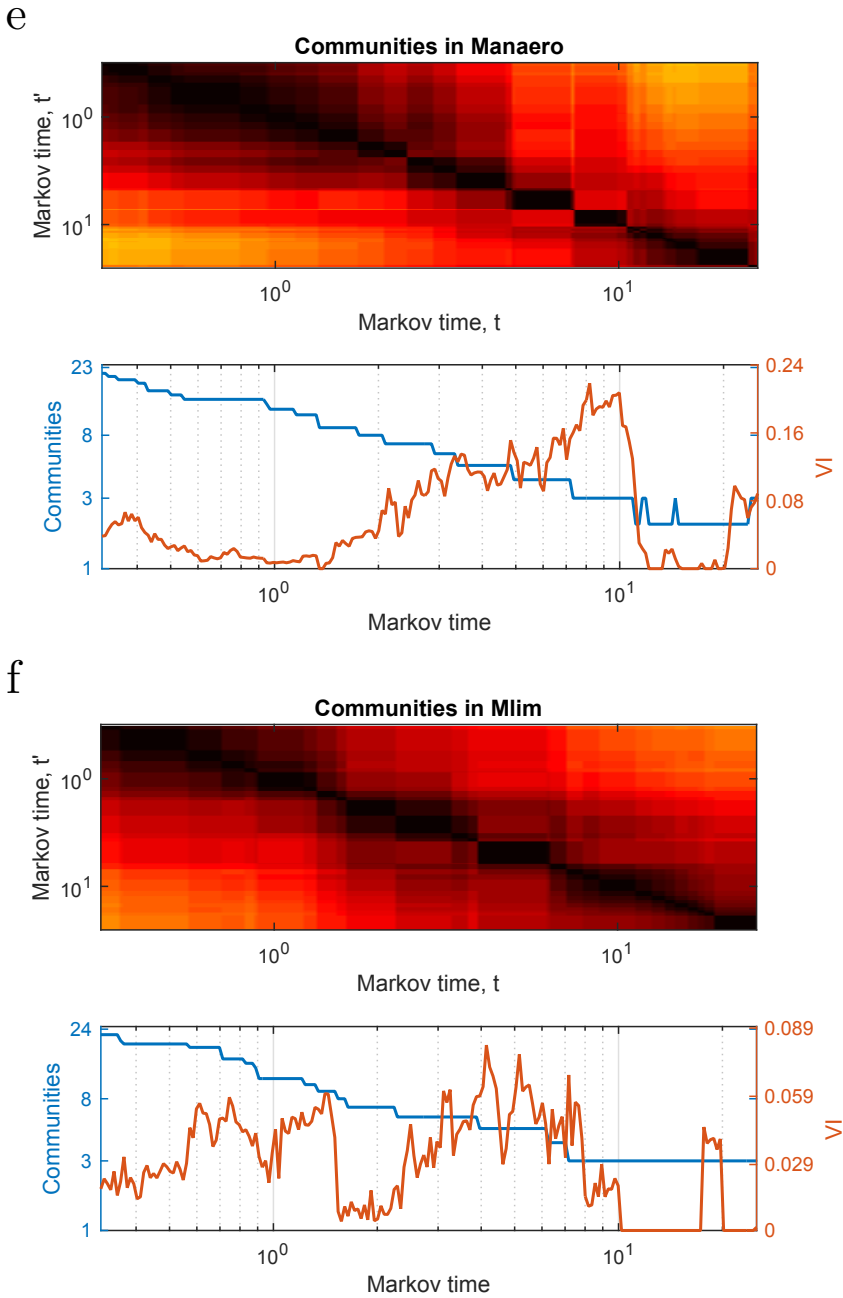 e
Communities in Manaero
Markov time, t'
10^0
10^1
10^0
10^1
Markov time, t
Communities
23
8
3
1
0.24
0.16
0.08
0
VI
10^0
10^1
Markov time
f
Communities in Mlim
Markov time, t'
10^0
10^1
10^0
10^1
Markov time, t
Communities
24
8
3
1
0.089
0.059
0.029
0
VI
10^0
10^1
Markov time